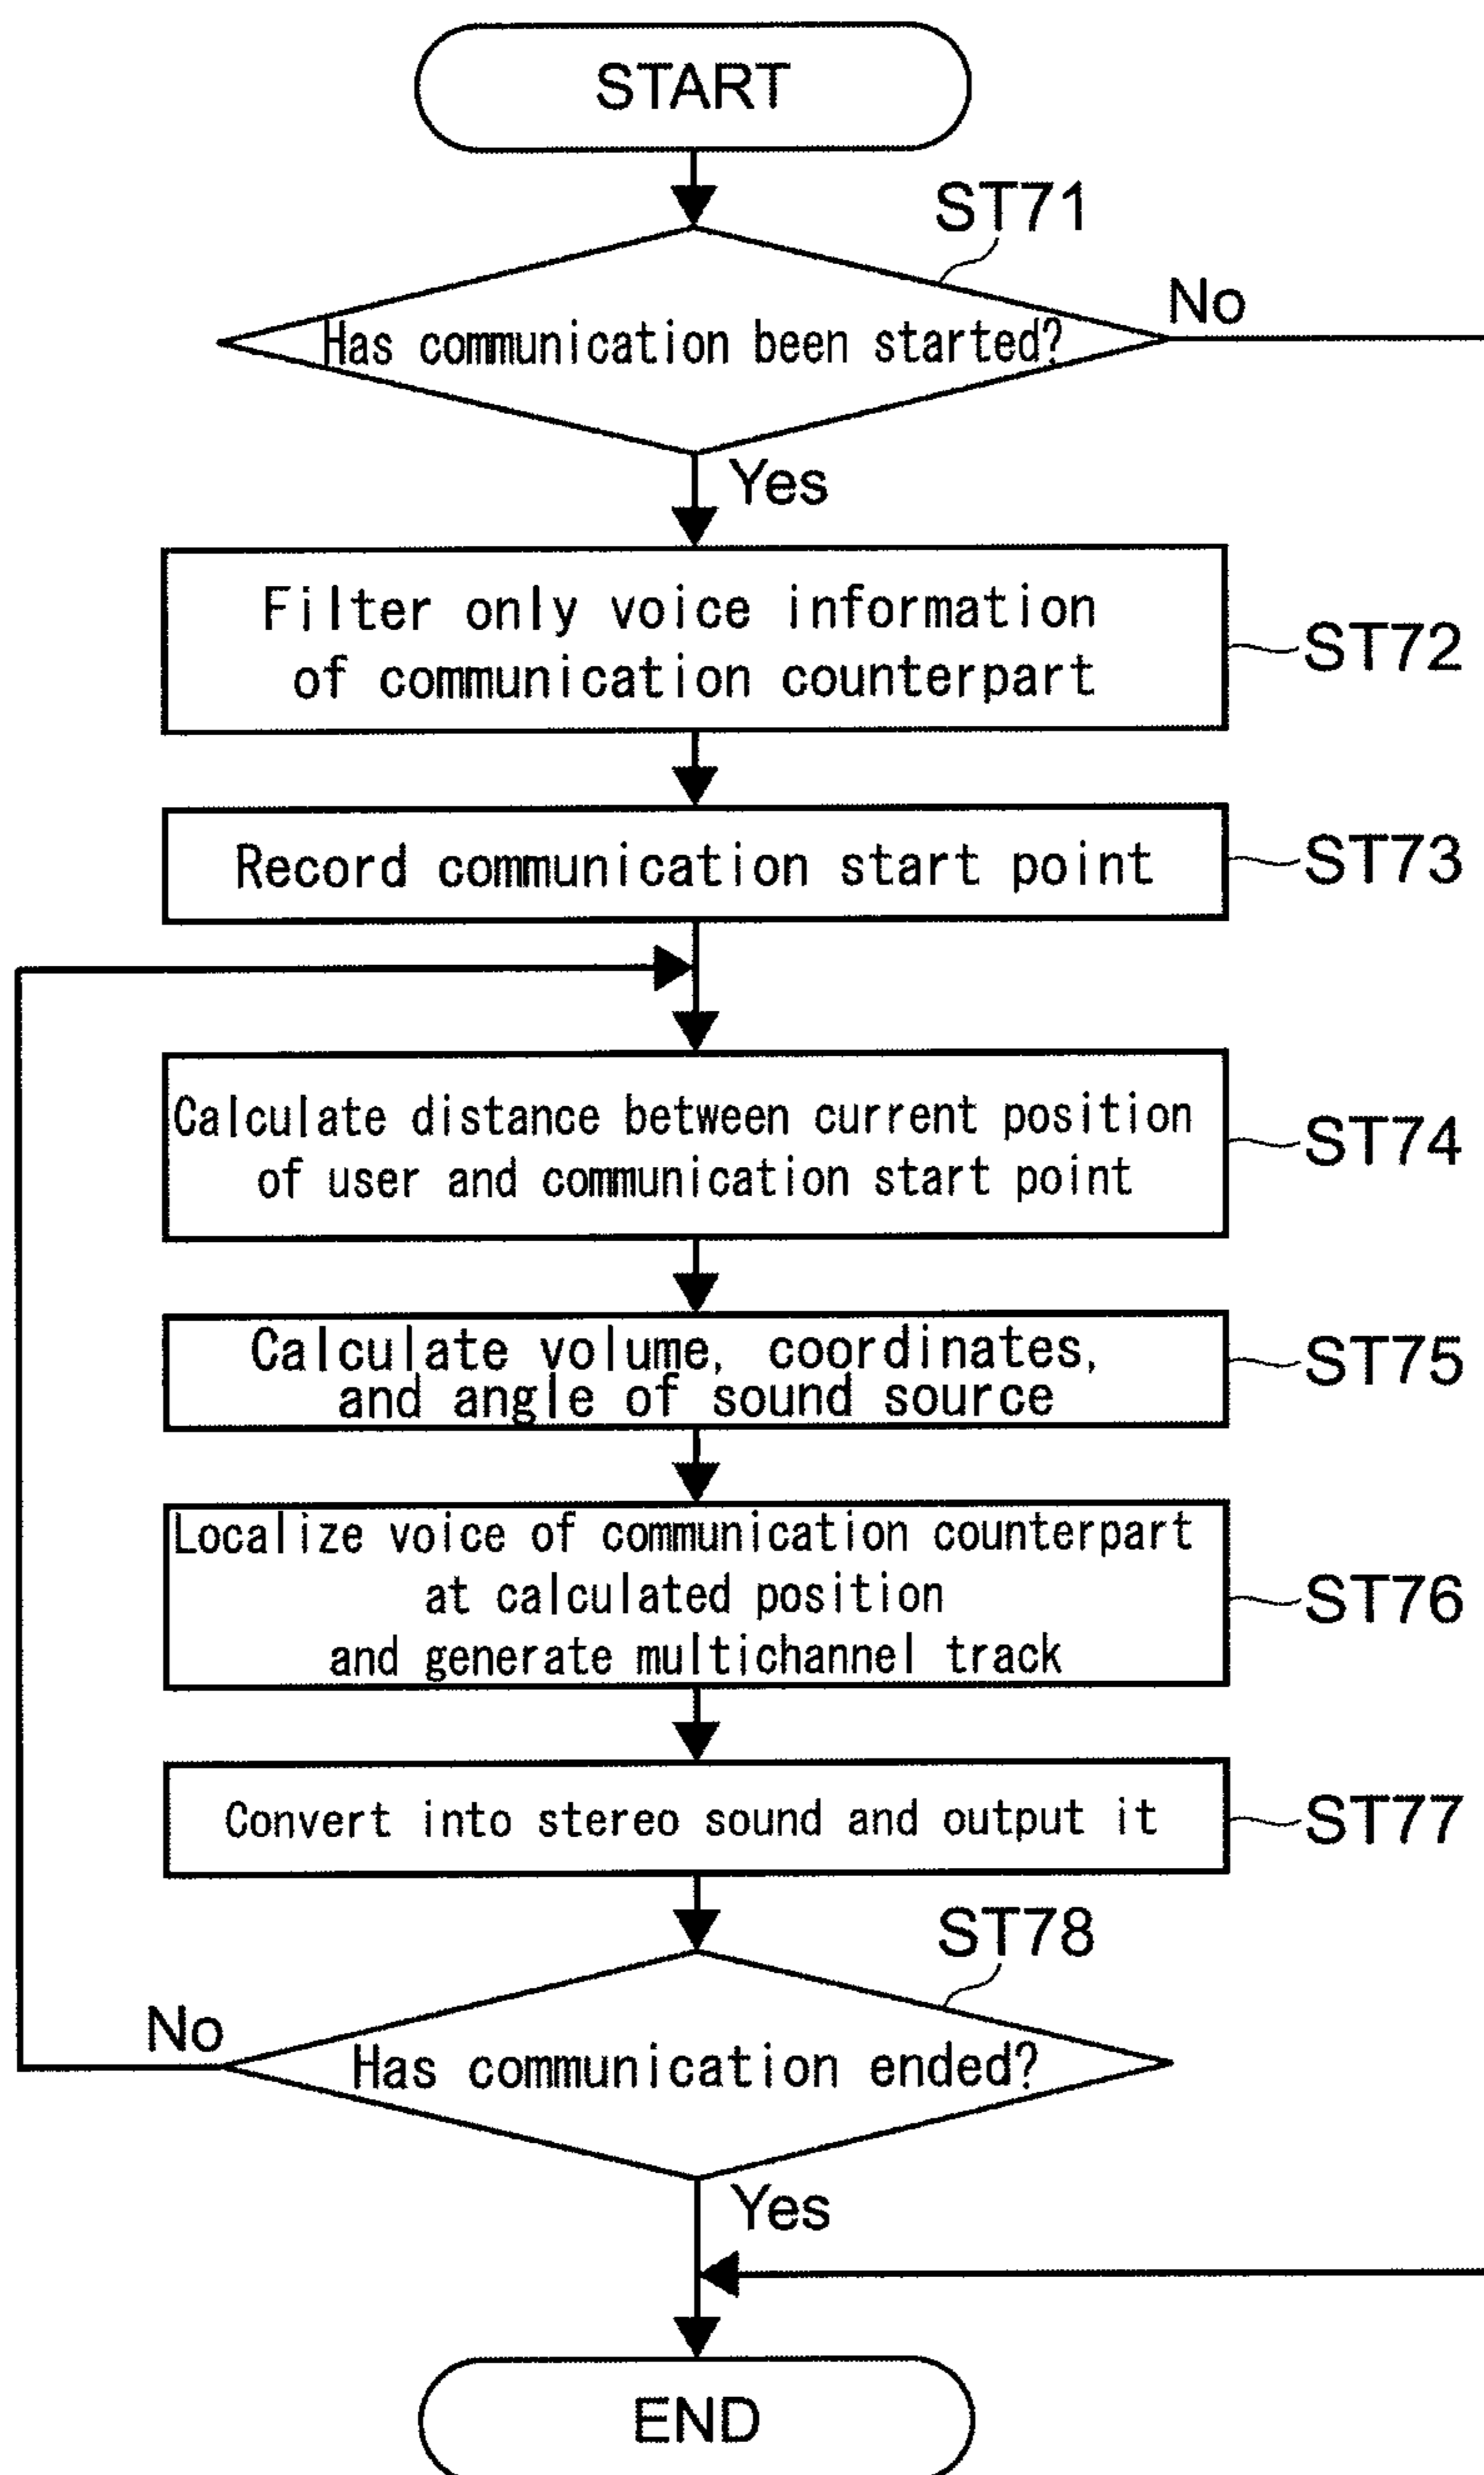 START
ST71
Has communication been started?
No
Yes
Filter only voice information
of communication counterpart
ST72
Record communication start point
ST73
Calculate distance between current position
of user and communication start point
ST74
Calculate volume, coordinates,
and angle of sound source
ST75
Localize voice of communication counterpart
at calculated position
and generate multichannel track
ST76
Convert into stereo sound and output it
ST77
ST78
Has communication ended?
No
Yes
END